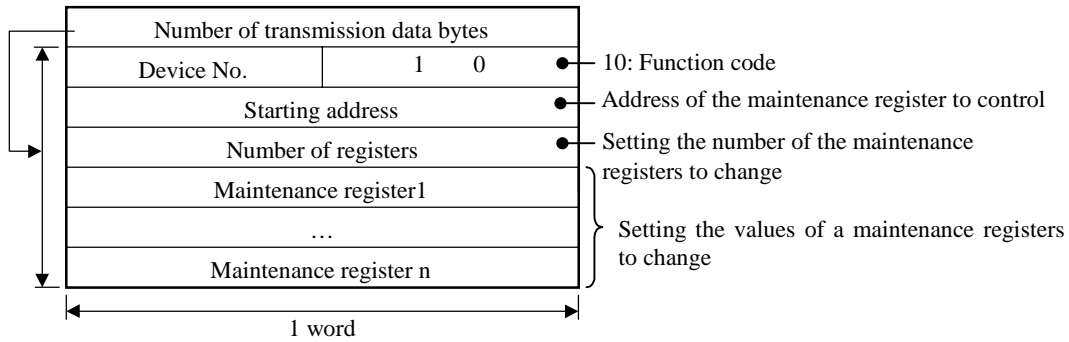 Number of transmission data bytes
Device No. 1 0 10: Function code
Starting address Address of the maintenance register to control
Number of registers Setting the number of the maintenance
registers to change
Maintenance register1
…
Setting the values of a maintenance registers
to change
Maintenance register n
1 word